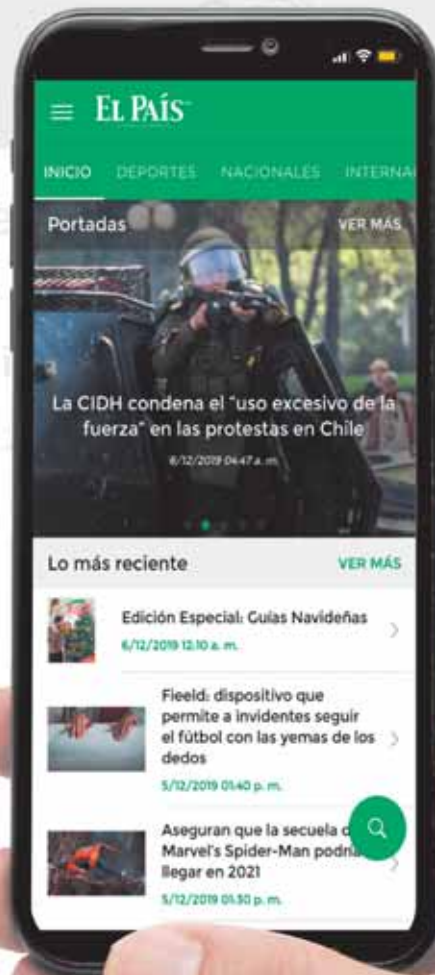 EL PAÍS
INICIO DEPORTES NACIONALES INTERNA
Portadas VER MÁS
La CIDH condena el "uso excesivo de la
fuerza" en las protestas en Chile
6/12/2019 04:47 a. m.
Lo más reciente VER MÁS
Edición Especial: Guías Navideñas
6/12/2019 12:10 a. m.
Fieeld: dispositivo que
permite a invidentes seguir
el fútbol con las yemas de los
dedos
5/12/2019 01:40 p. m.
Aseguran que la secuela d
Marvel's Spider-Man podría
llegar en 2021
5/12/2019 01:30 p. m.